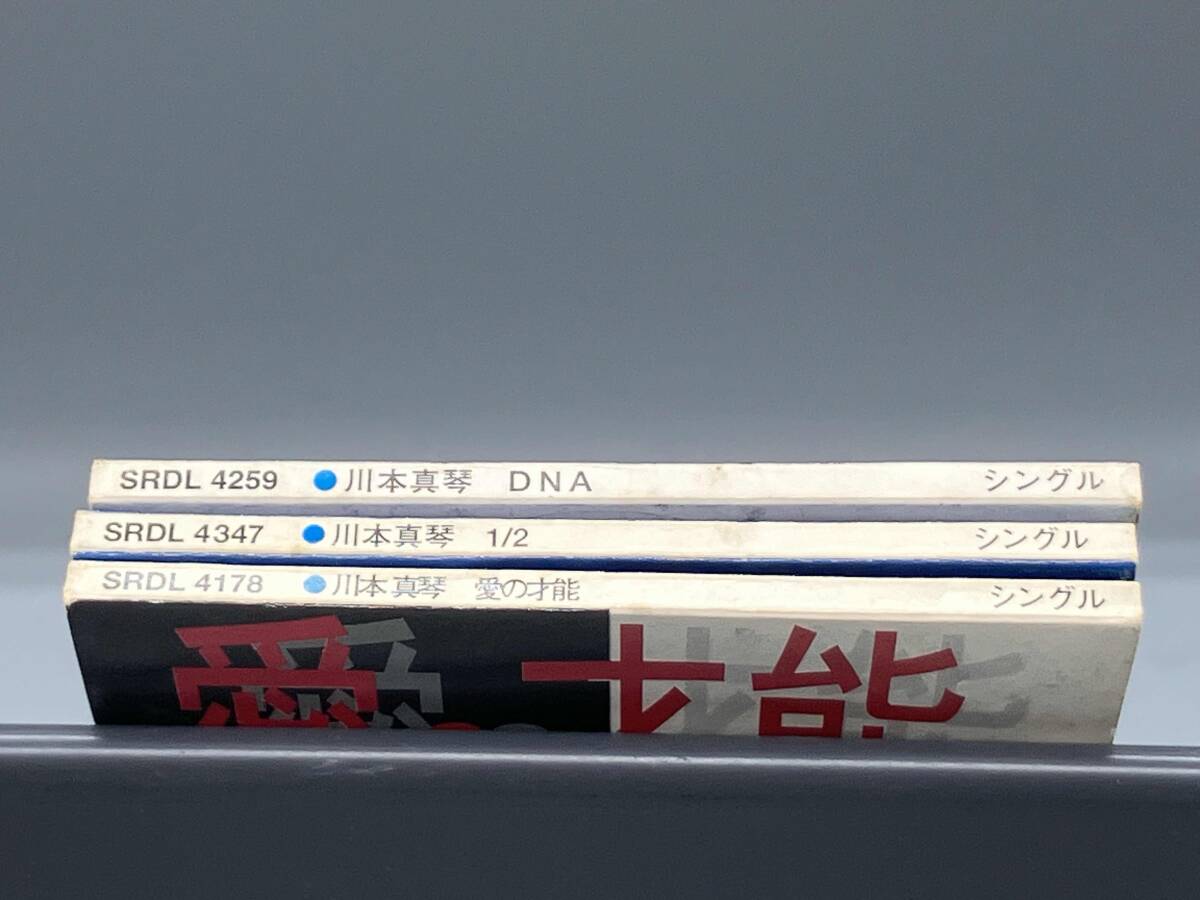 SRDL 4259 ●川本真琴 DNA シングル
SRDL 4347 ●川本真琴 1/2 シングル
SRDL 4178 ●川本真琴 愛の才能 シングル
愛 才能